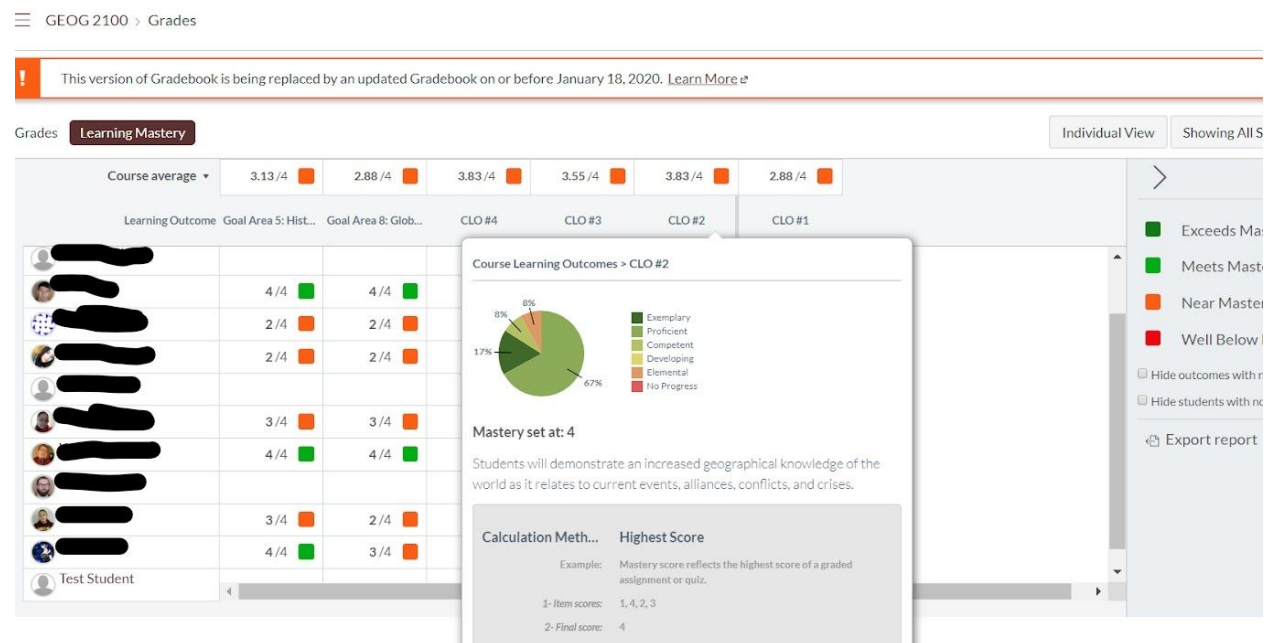 GEOG 2100 > Grades
! This version of Gradebook is being replaced by an updated Gradebook on or before January 18, 2020. Learn More
Grades Learning Mastery Individual View Showing All S
Course average 3.13/4 2.88/4 3.83/4 3.55/4 3.83/4 2.88/4
Learning Outcome Goal Area 5: Hist... Goal Area 8: Glob... CLO #4 CLO #3 CLO #2 CLO #1
4/4 4/4
2/4 2/4
2/4 2/4
3/4 3/4
4/4 4/4
3/4 2/4
4/4 3/4
Test Student
Course Learning Outcomes > CLO #2
8%
8%
17%
67%
Exemplary
Proficient
Competent
Developing
Elemental
No Progress
Mastery set at: 4
Students will demonstrate an increased geographical knowledge of the
world as it relates to current events, alliances, conflicts, and crises.
Calculation Meth... Highest Score
Example: Mastery score reflects the highest score of a graded
assignment or quiz.
1- Item scores: 1, 4, 2, 3
2- Final score: 4
Exceeds Mas
Meets Maste
Near Master
Well Below
Hide outcomes with
Hide students with no
Export report